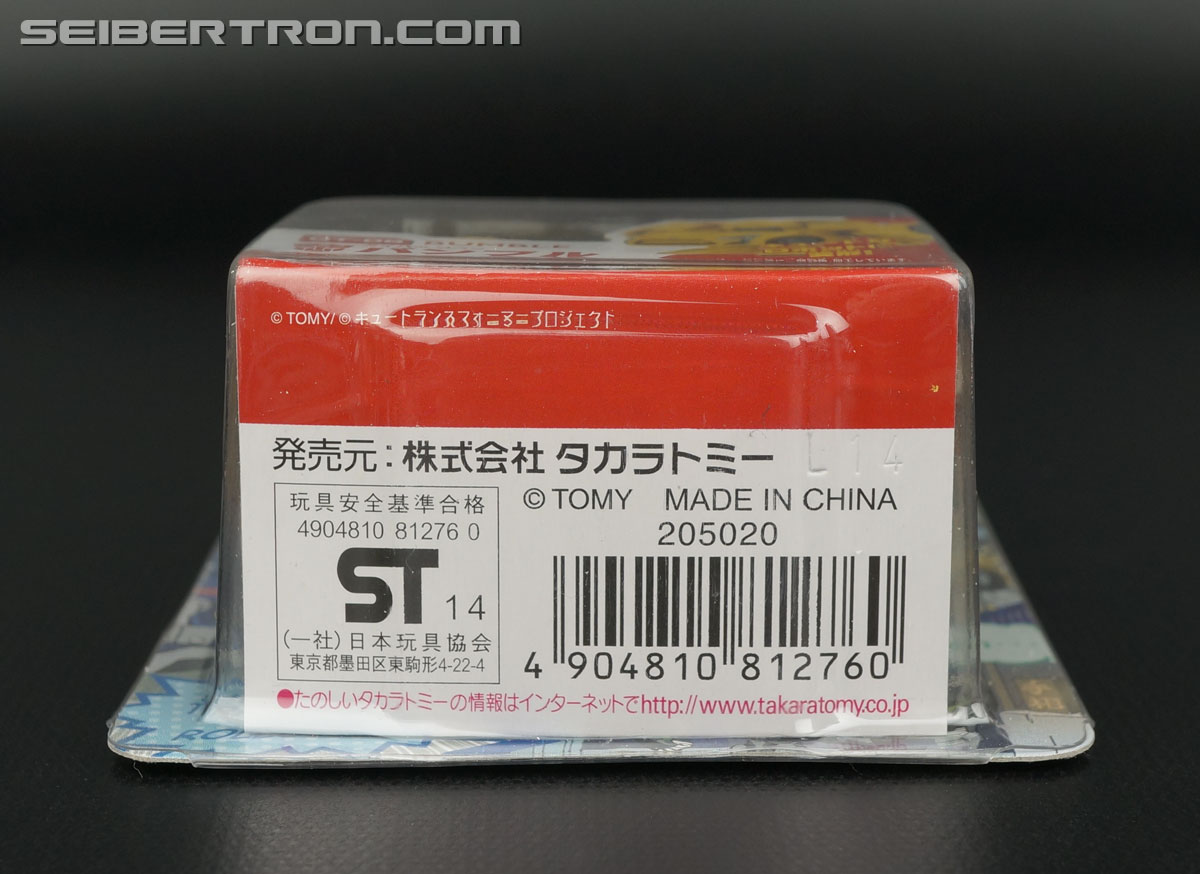 SEIBERTRON.com
BUMBLE
© TOMY/ © キュートランスフォーマープロジェクト
発売元：株式会社 タカラトミー
L14
玩具安全基準合格
4904810 81276 0
ST 14
(一社)日本玩具協会
東京都墨田区東駒形4-22-4
© TOMY MADE IN CHINA
205020
4 904810 812760
●たのしいタカラトミーの情報はインターネットでhttp://www.takaratomy.co.jp